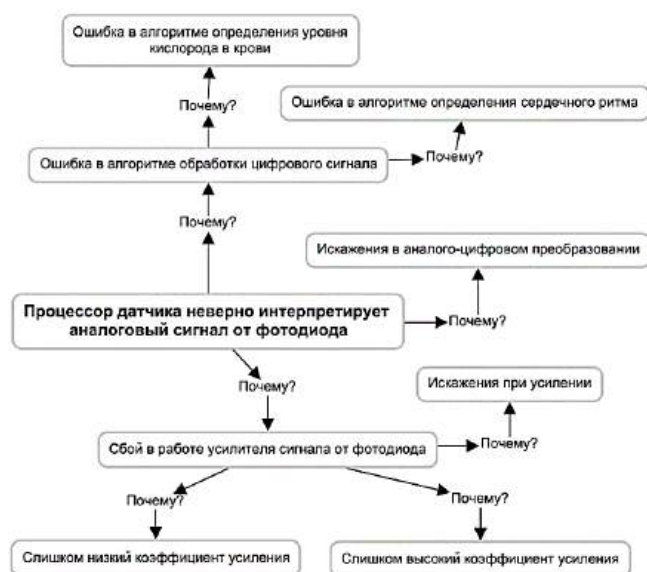 Ошибка в алгоритме определения уровня
кислорода в крови
Почему?
Ошибка в алгоритме определения сердечного ритма
Ошибка в алгоритме обработки цифрового сигнала
Почему?
Почему?
Искажения в аналого-цифровом преобразовании
Процессор датчика неверно интерпретирует
аналоговый сигнал от фотодиода
Почему?
Почему?
Искажения при усилении
Сбой в работе усилителя сигнала от фотодиода
Почему?
Почему?
Почему?
Слишком низкий коэффициент усиления
Слишком высокий коэффициент усиления